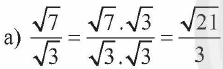 a) √7/√3 = √7.√3/√3.√3 = √21/3